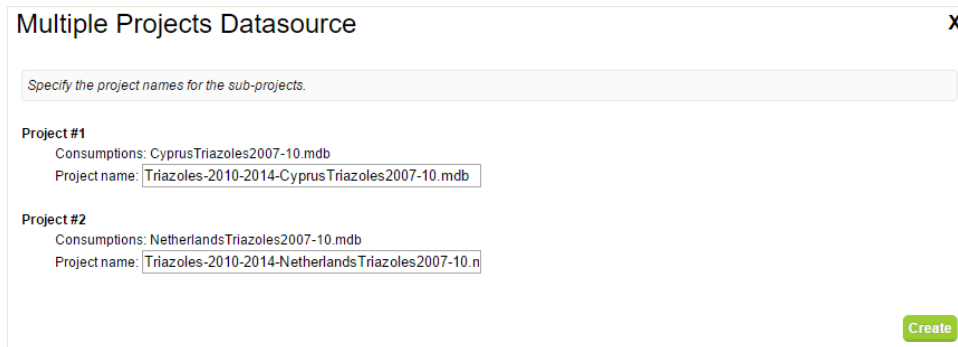 Multiple Projects Datasource X
Specify the project names for the sub-projects.
Project #1
Consumptions: CyprusTriazoles2007-10.mdb
Project name: Triazoles-2010-2014-CyprusTriazoles2007-10.mdb
Project #2
Consumptions: NetherlandsTriazoles2007-10.mdb
Project name: Triazoles-2010-2014-NetherlandsTriazoles2007-10.n
Create